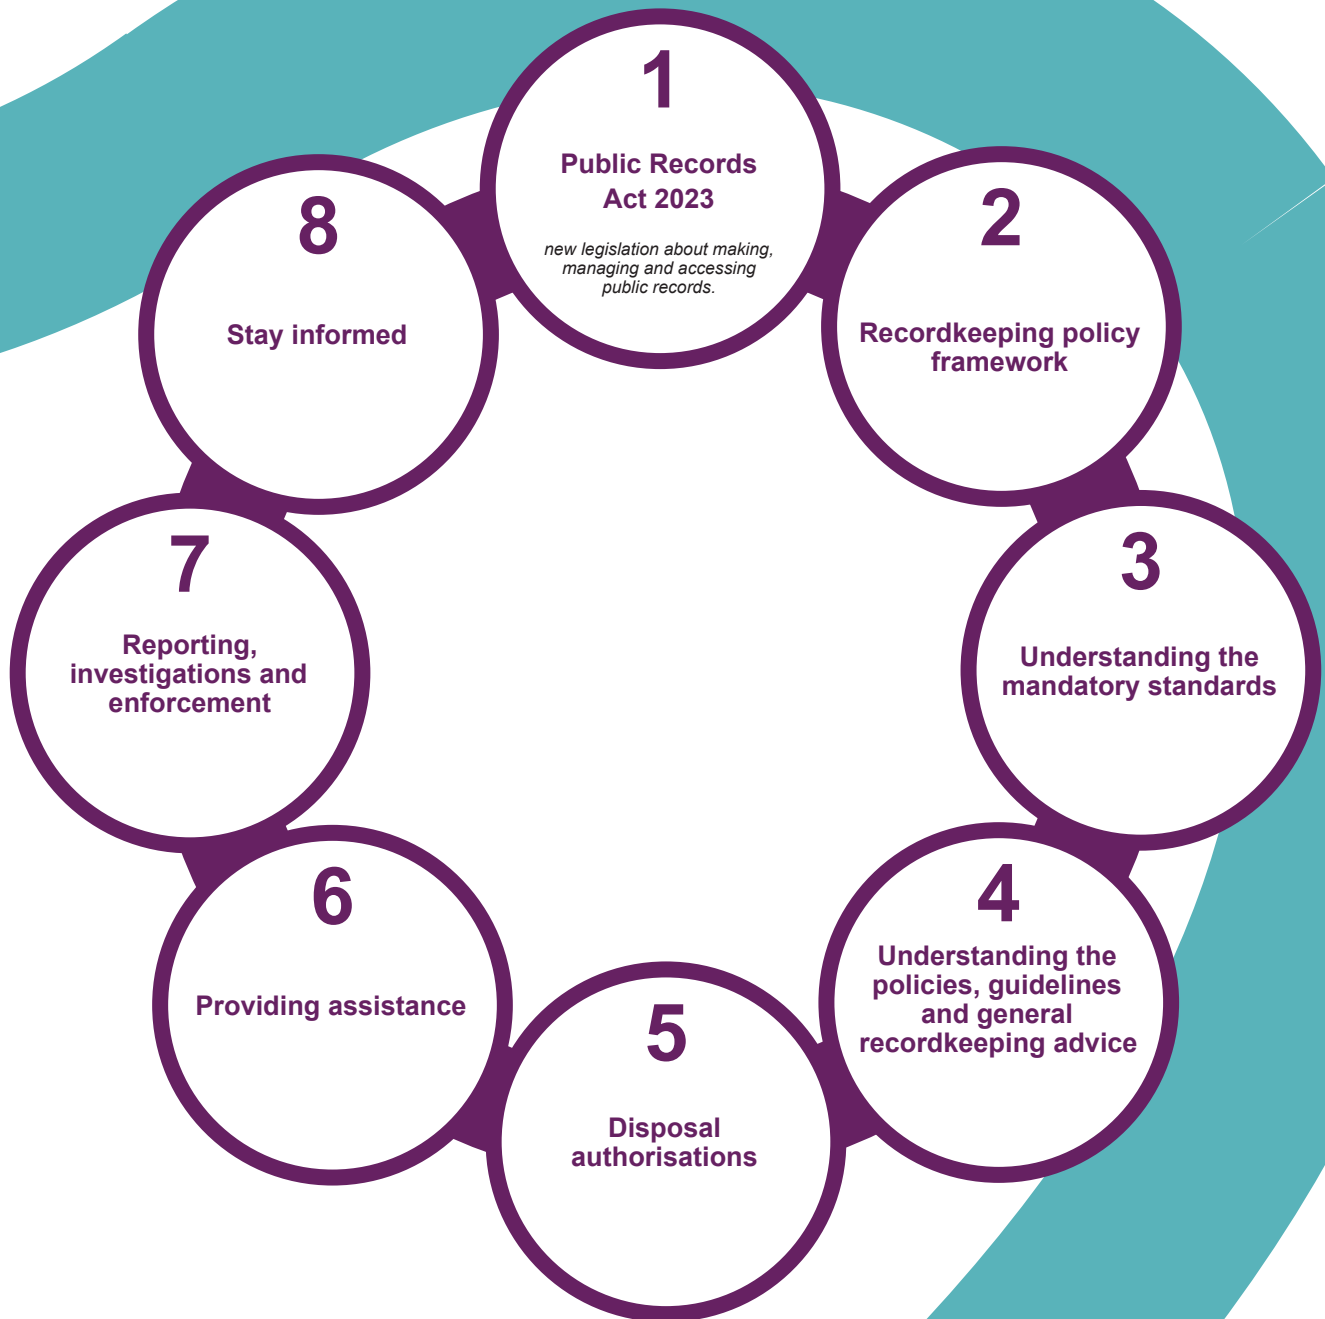 1
Public Records
Act 2023
new legislation about making,
managing and accessing
public records.
2
Recordkeeping policy
framework
3
Understanding the
mandatory standards
4
Understanding the
policies, guidelines
and general
recordkeeping advice
5
Disposal
authorisations
6
Providing assistance
7
Reporting,
investigations and
enforcement
8
Stay informed